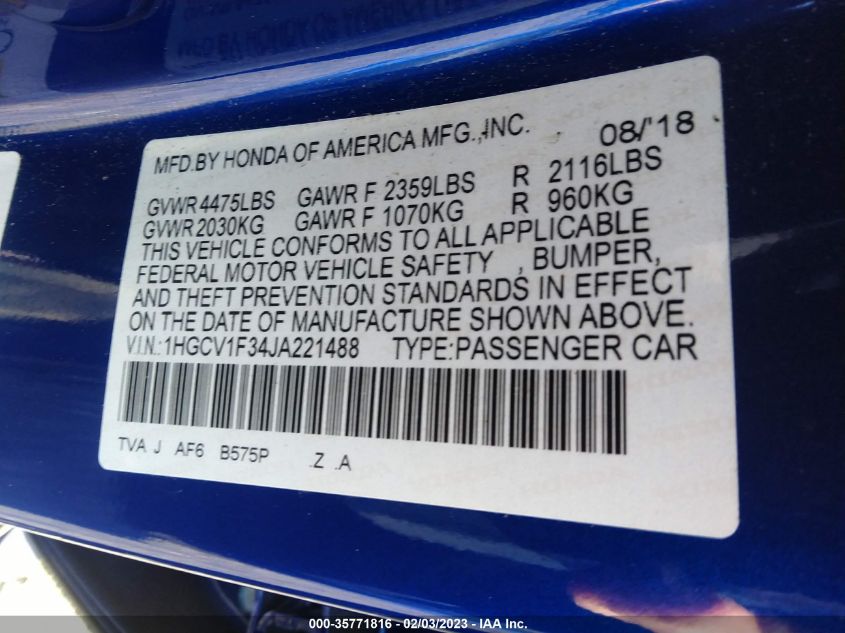 MFD.BY HONDA OF AMERICA MFG.,INC. 08/'18
GVWR 4475LBS GAWR F 2359LBS R 2116LBS
GVWR 2030KG GAWR F 1070KG R 960KG
THIS VEHICLE CONFORMS TO ALL APPLICABLE
FEDERAL MOTOR VEHICLE SAFETY , BUMPER,
AND THEFT PREVENTION STANDARDS IN EFFECT
ON THE DATE OF MANUFACTURE SHOWN ABOVE.
V.I.N.:1HGCV1F34JA221488 TYPE:PASSENGER CAR
TVA J AF6 B575P .Z .A
000-35771816 - 02/03/2023 - IAA Inc.